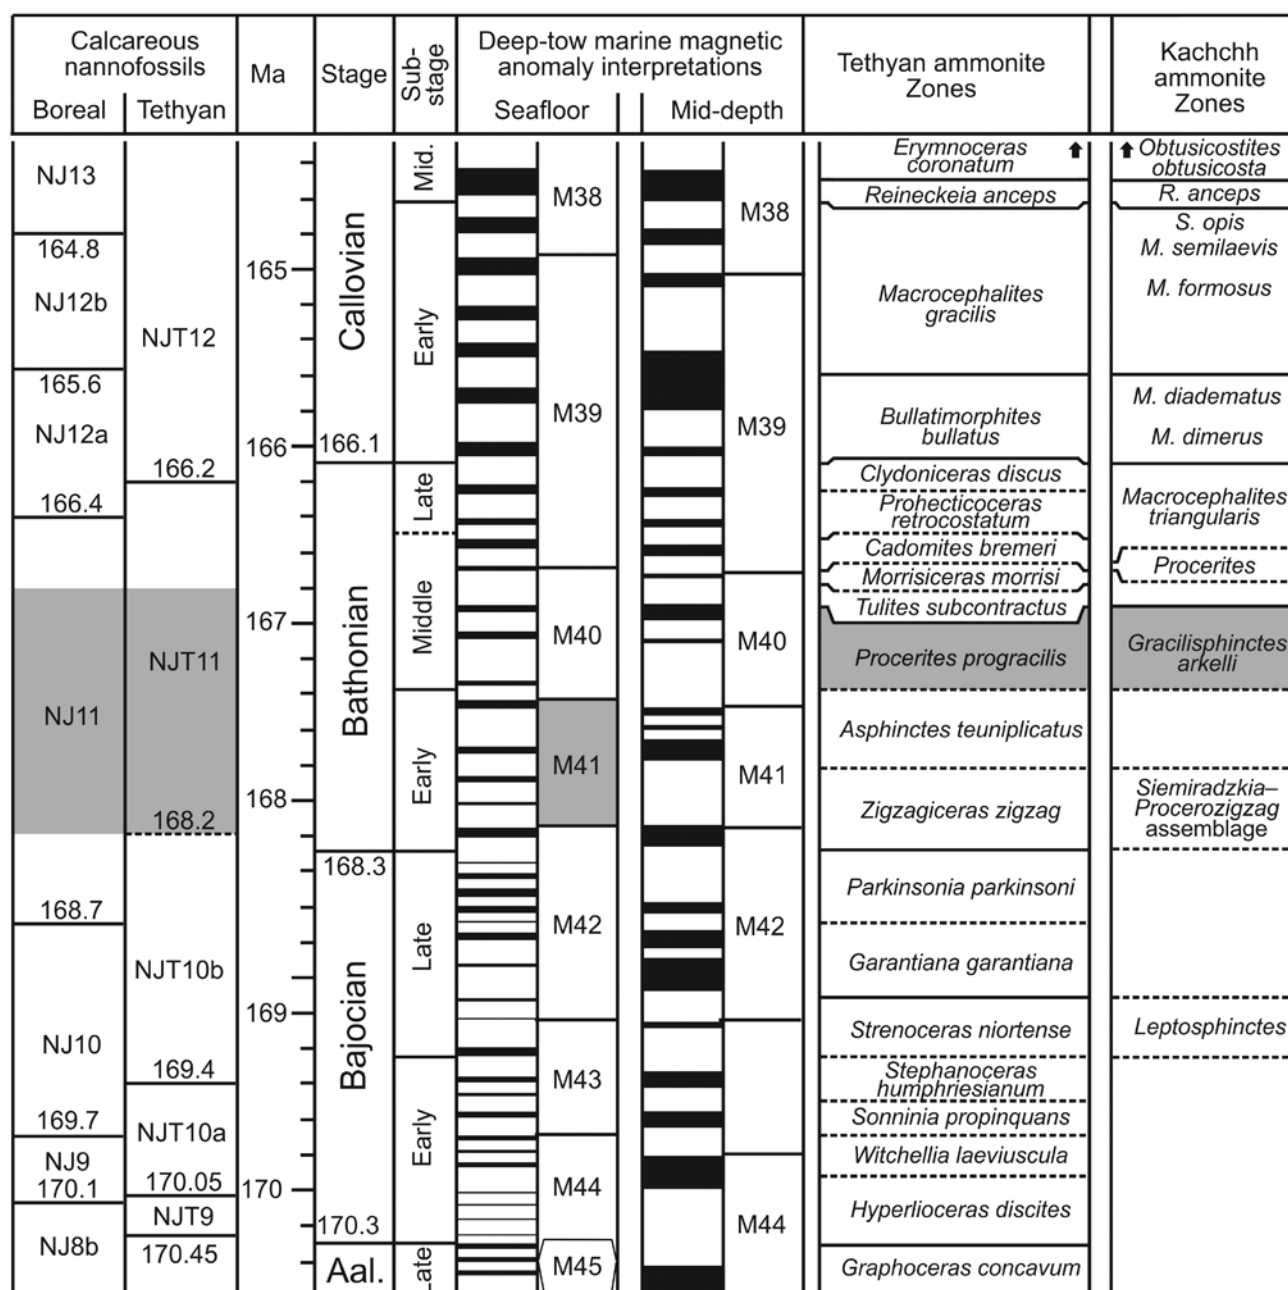 Calcareous
nannofossils
Boreal
Tethyan
Ma
Stage
Sub-
stage
Deep-tow marine magnetic
anomaly interpretations
Seafloor
Mid-depth
Tethyan ammonite
Zones
Kachchh
ammonite
Zones
NJ13
164.8
NJ12b
165.6
NJ12a
166.4
NJ11
168.7
NJ10
169.7
NJ9
170.1
NJ8b
NJT12
166.2
NJT11
168.2
NJT10b
169.4
NJT10a
170.05
NJT9
170.45
165
166
167
168
169
170
Callovian
166.1
Bathonian
168.3
Bajocian
170.3
Aal.
Mid.
Early
Late
Middle
Early
Late
Early
Late
M38
M39
M40
M41
M42
M43
M44
M45
M38
M39
M40
M41
M42
M44
Erymnoceras
coronatum
Reineckeia anceps
Macrocephalites
gracilis
Bullatimorphites
bullatus
Clydoniceras discus
Prohecticoceras
retrocostatum
Cadomites bremeri
Morrisiceras morrisi
Tulites subcontractus
Procerites progracilis
Asphinctes teuniplicatus
Zigzagiceras zigzag
Parkinsonia parkinsoni
Garantiana garantiana
Strenoceras niortense
Stephanoceras
humphriesianum
Sonninia propinquans
Witchellia laeviuscula
Hyperlioceras discites
Graphoceras concavum
Obtusicostites
obtusicosta
R. anceps
S. opis
M. semilaevis
M. formosus
M. diadematus
M. dimerus
Macrocephalites
triangularis
Procerites
Gracilisphinctes
arkelli
Siemiradzkia–
Procerozigzag
assemblage
Leptosphinctes